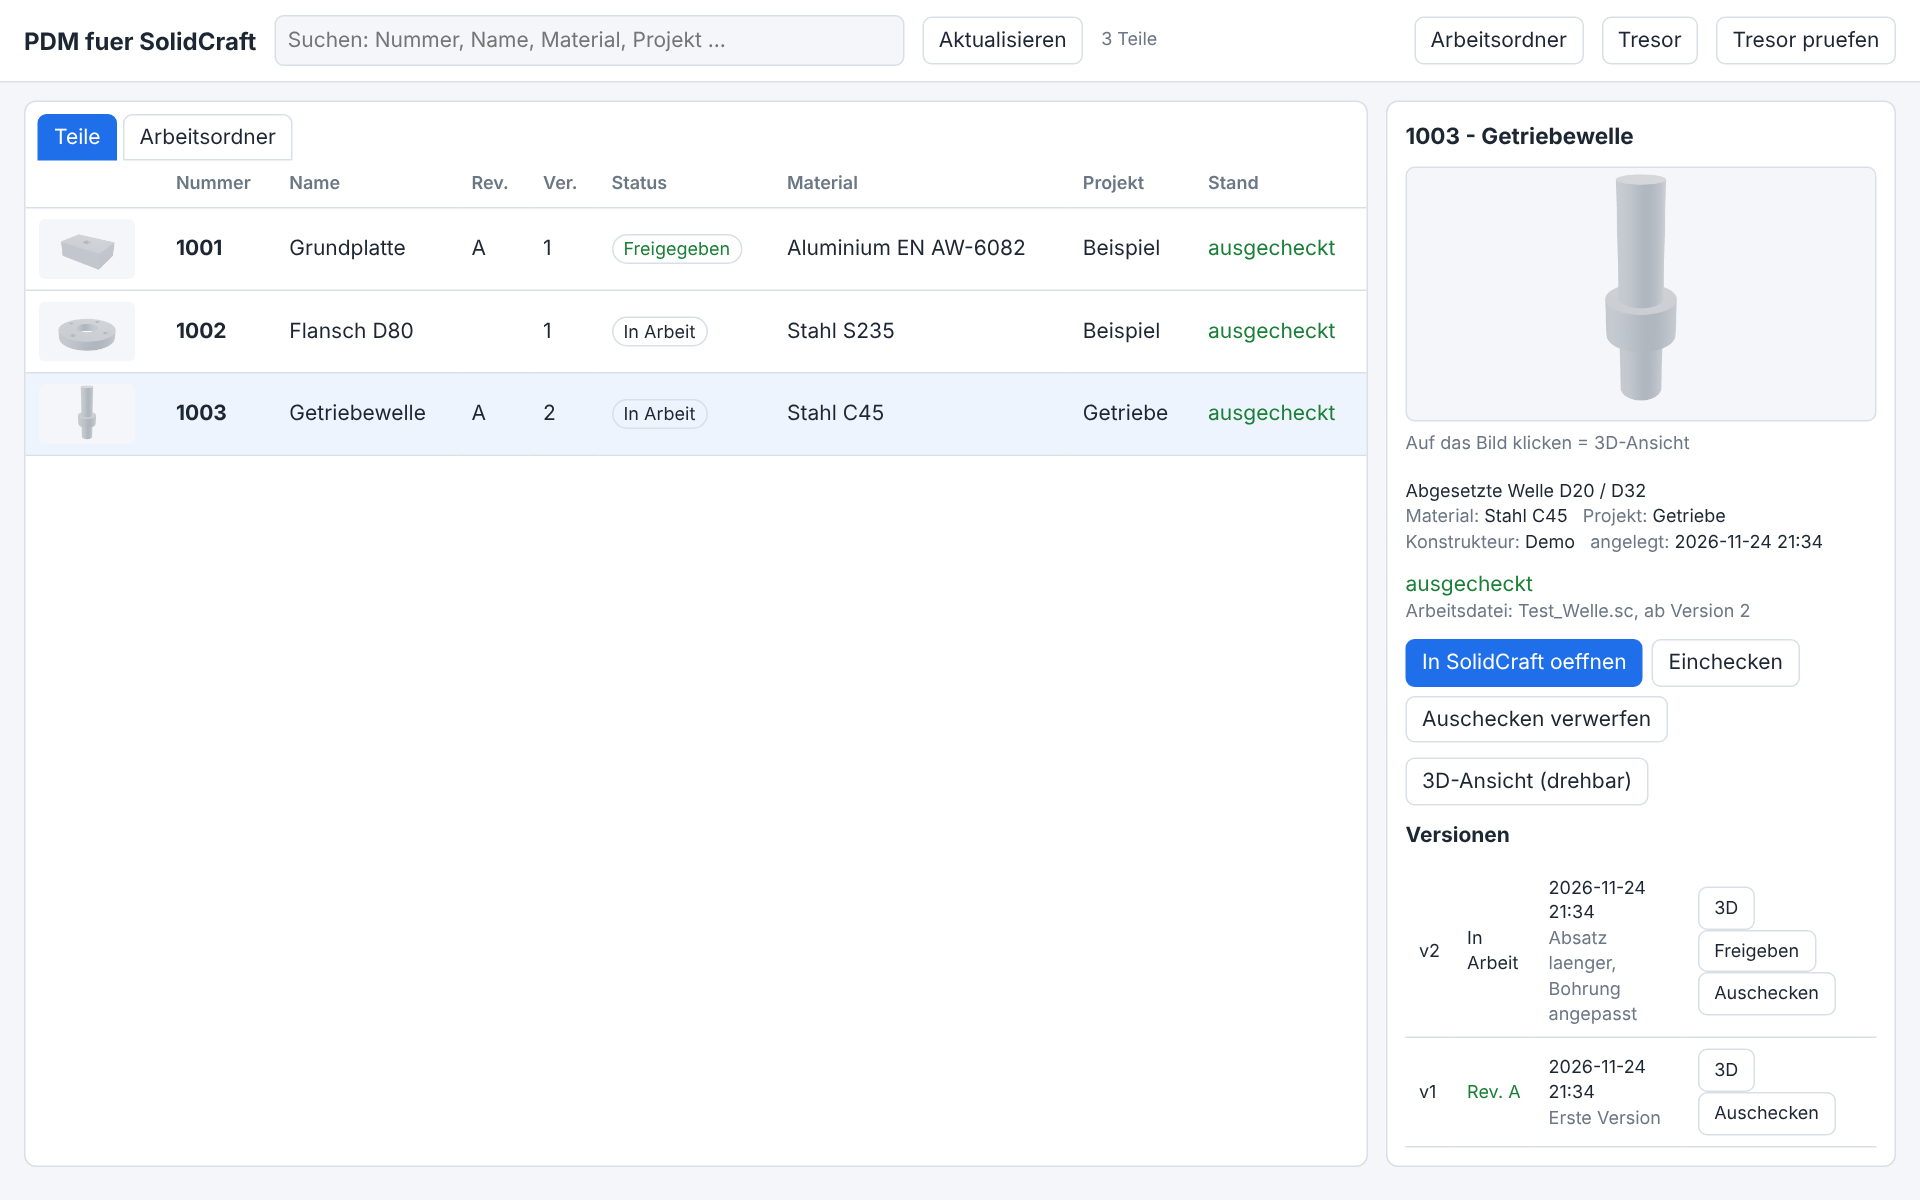 PDM fuer SolidCraft
Suchen: Nummer, Name, Material, Projekt ...
Aktualisieren
3 Teile
Arbeitsordner
Tresor
Tresor pruefen
Teile
Arbeitsordner
Nummer Name Rev. Ver. Status Material Projekt Stand
1001 Grundplatte A 1 Freigegeben Aluminium EN AW-6082 Beispiel ausgecheckt
1002 Flansch D80 1 In Arbeit Stahl S235 Beispiel ausgecheckt
1003 Getriebewelle A 2 In Arbeit Stahl C45 Getriebe ausgecheckt
1003 - Getriebewelle
Auf das Bild klicken = 3D-Ansicht
Abgesetzte Welle D20 / D32
Material: Stahl C45 Projekt: Getriebe
Konstrukteur: Demo angelegt: 2026-11-24 21:34
ausgecheckt
Arbeitsdatei: Test_Welle.sc, ab Version 2
In SolidCraft oeffnen
Einchecken
Auschecken verwerfen
3D-Ansicht (drehbar)
Versionen
v2
In
Arbeit
2026-11-24
21:34
Absatz
laenger,
Bohrung
angepasst
3D
Freigeben
Auschecken
v1
Rev. A
2026-11-24
21:34
Erste Version
3D
Auschecken